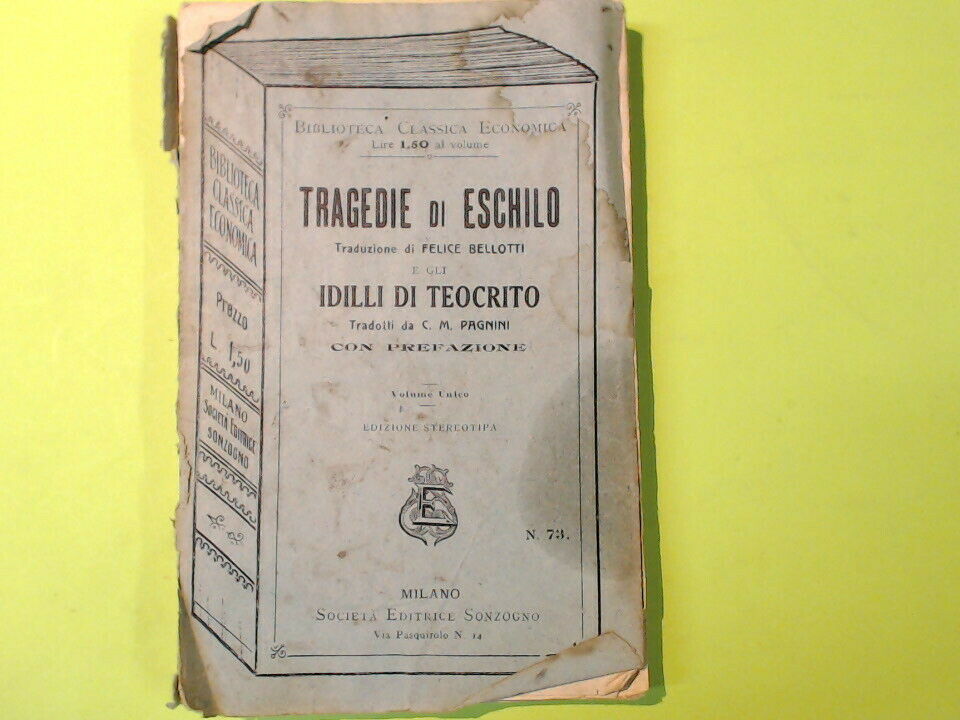 BIBLIOTECA CLASSICA ECONOMICA
Lire 1.50 al volume
TRAGEDIE DI ESCHILO
Traduzione di FELICE BELLOTTI
E GLI
IDILLI DI TEOCRITO
Tradotti da C. M. PAGNINI
CON PREFAZIONE
Volume Unico
EDIZIONE STEREOTIPA
E
N. 73.
MILANO
SOCIETÀ EDITRICE SONZOGNO
Via Pasquirolo N. 14
BIBLIOTECA
CLASSICA
ECONOMICA
PREZZO
L 1,50
MILANO
SOCIETÀ EDITRICE
SONZOGNO